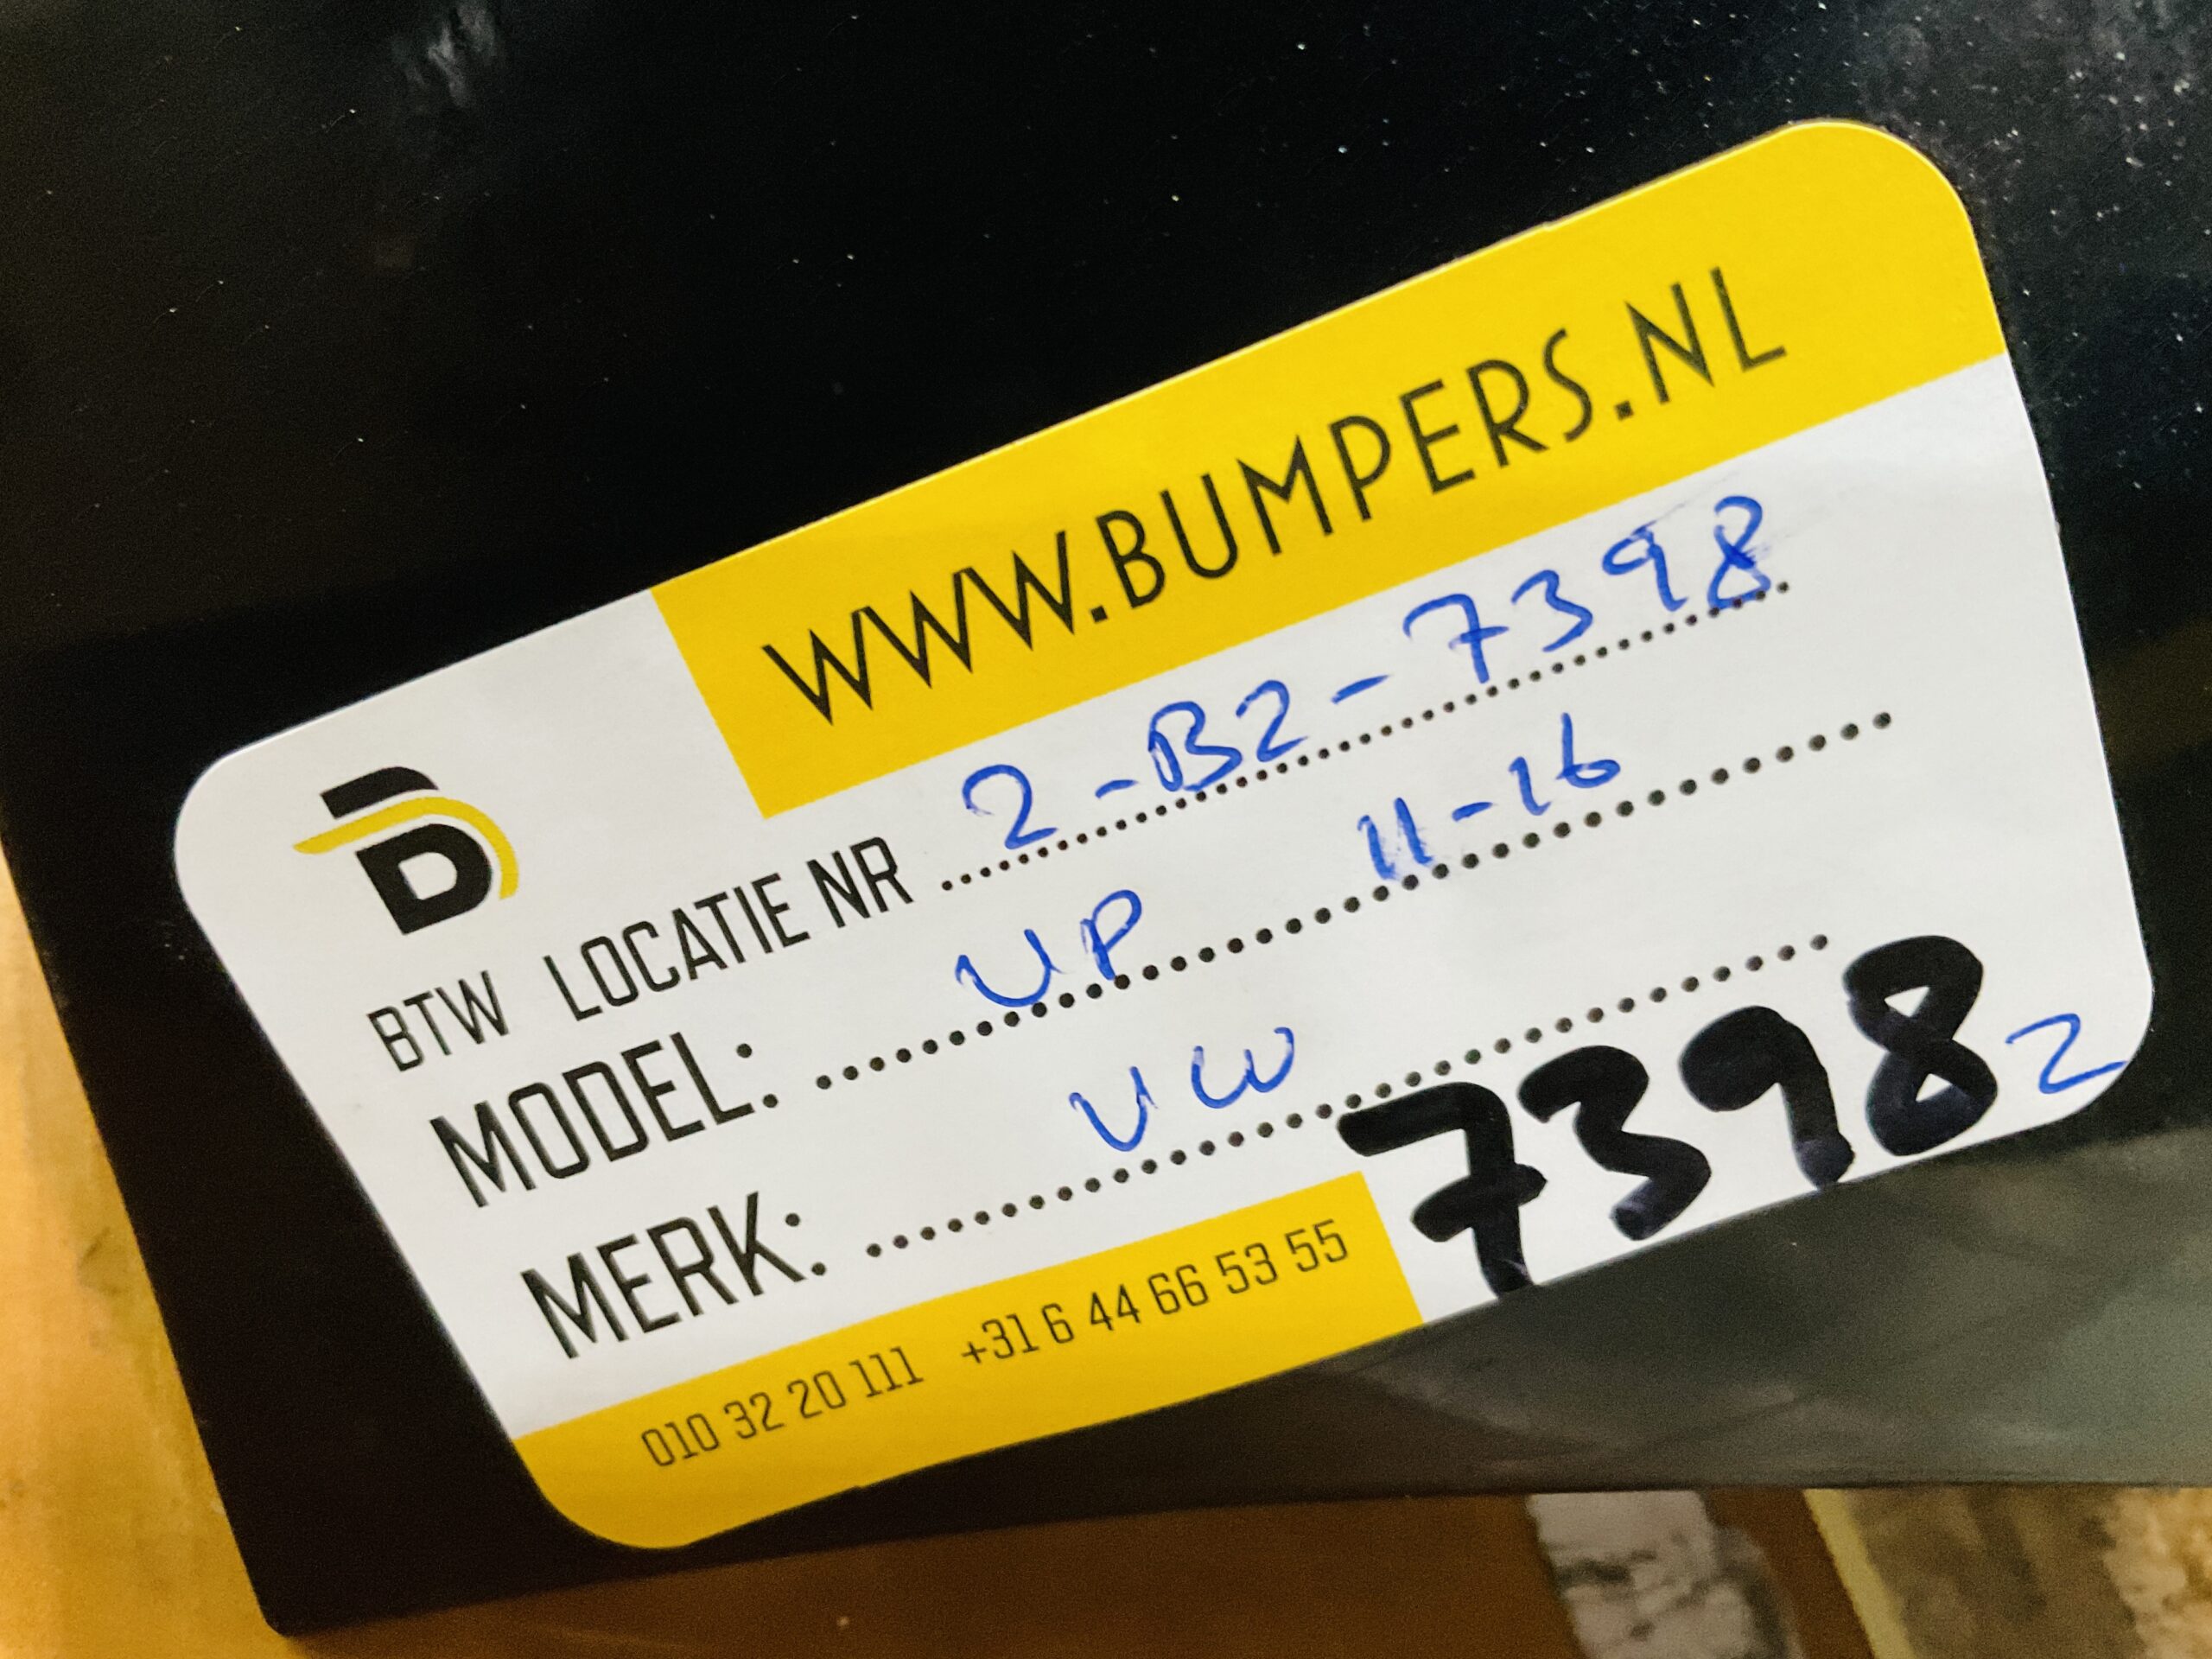 WWW.BUMPERS.NL
B
BTW LOCATIE NR ........ 2-B2-7398
MODEL: ........ UP 11-16
MERK: ........ VW
7398 2
010 32 20 111 +31 6 44 66 53 55